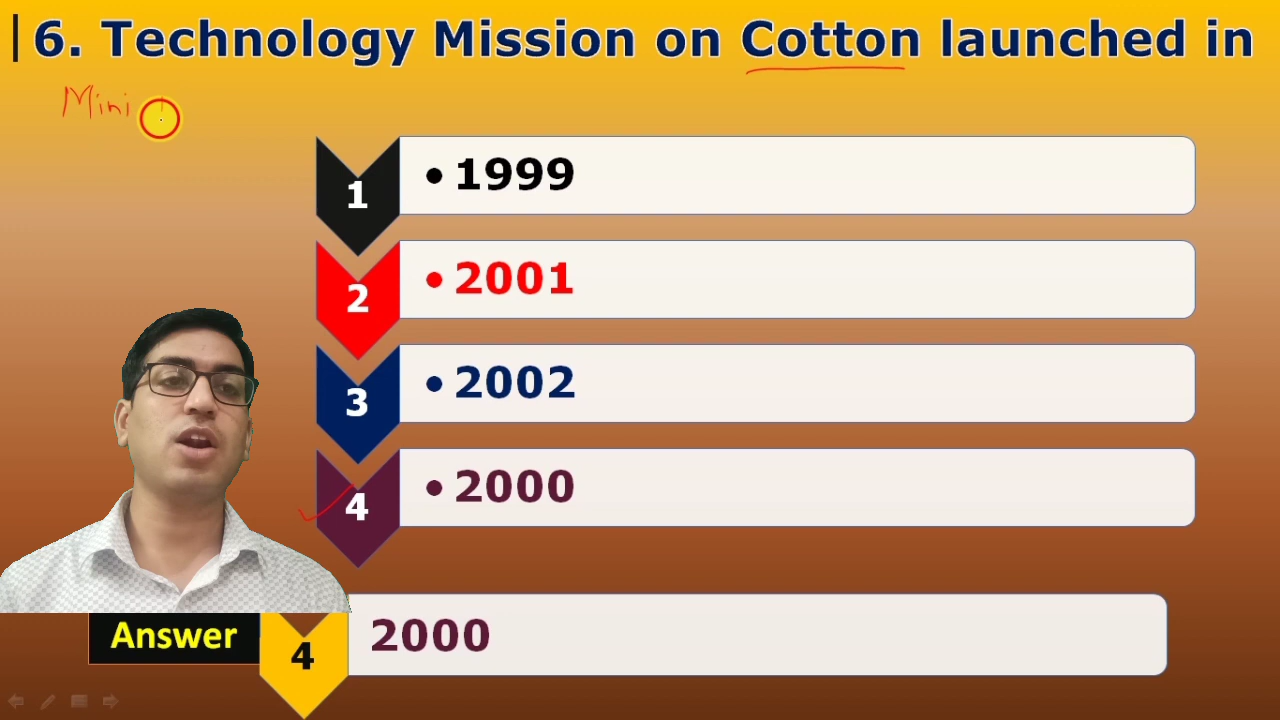 6. Technology Mission on Cotton launched in
Mini
1 • 1999
2 • 2001
3 • 2002
4 • 2000
Answer 4 2000